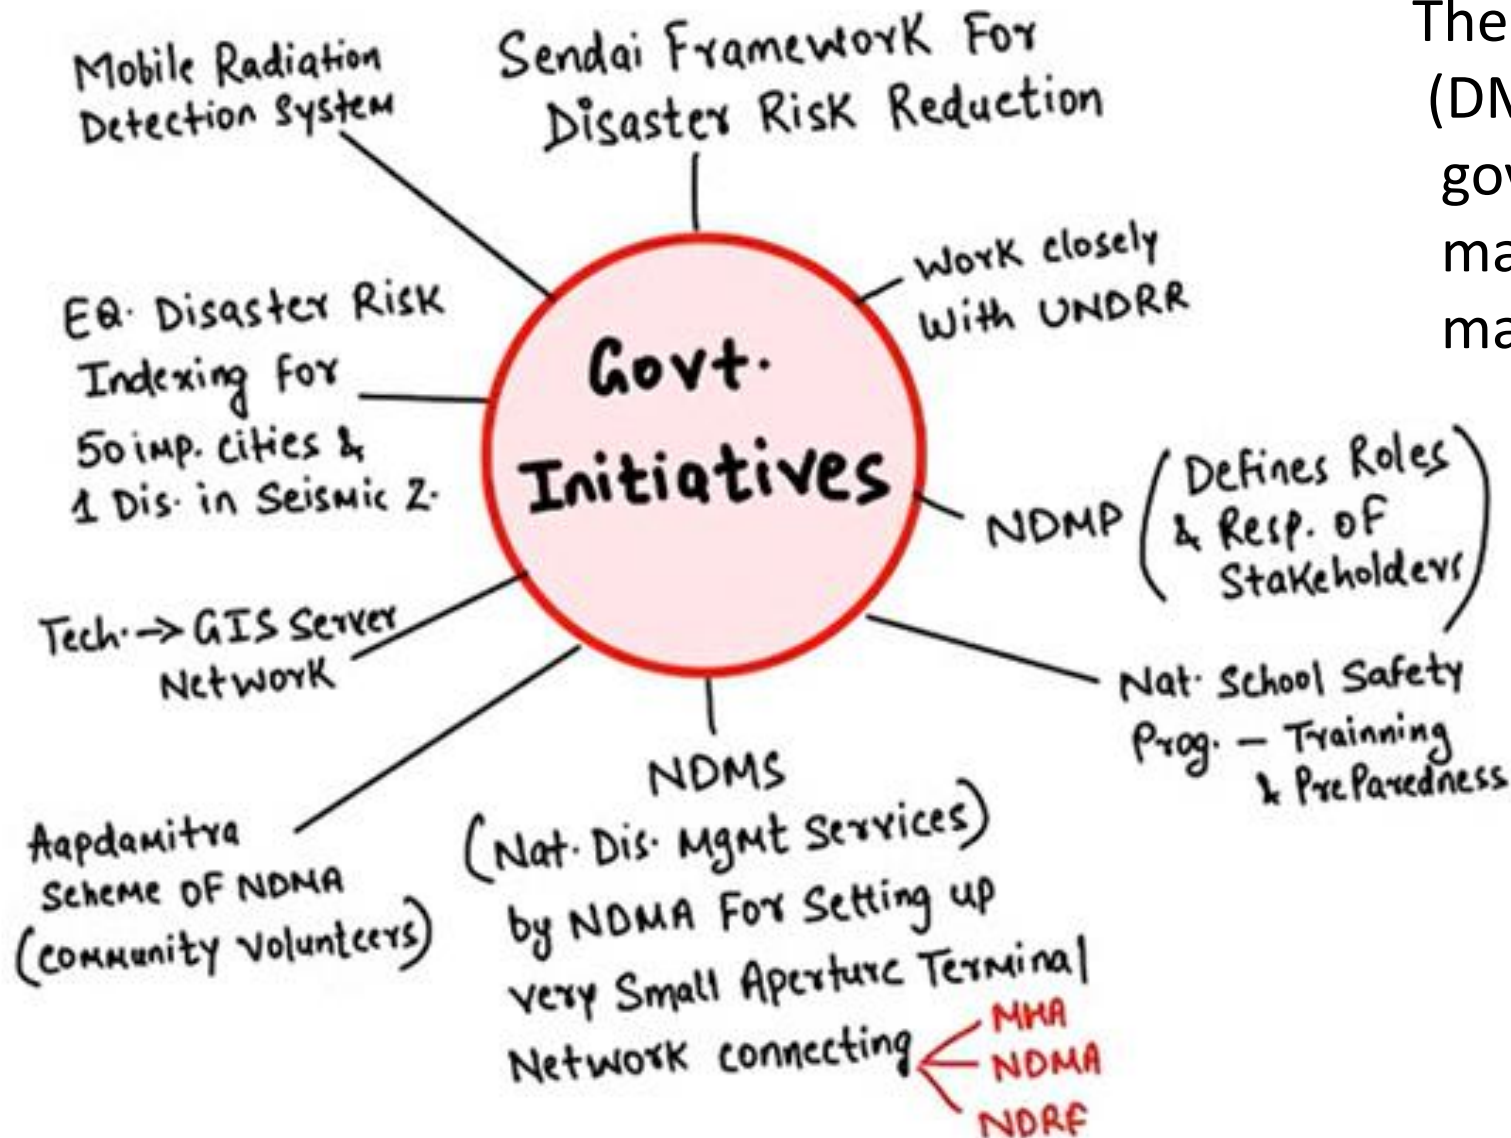 Mobile Radiation
Detection System
Sendai Framework For
Disaster Risk Reduction
Work closely
With UNDRR
EQ. Disaster Risk
Indexing For
50 imp. cities &
1 Dis. in Seismic Z.
Govt.
Initiatives
NDMP (Defines Roles
& Resp. of
Stakeholders)
Tech. → GIS Server
Network
Nat. School Safety
Prog. – Trainning
& Preparedness
Aapdamitra
Scheme OF NDMA
(community volunteers)
NDMS
(Nat. Dis. Mgmt Services)
by NDMA For Setting up
very Small Aperture Terminal
Network connecting
MHA
NDMA
NDRF
The
(DM
gov
ma
ma